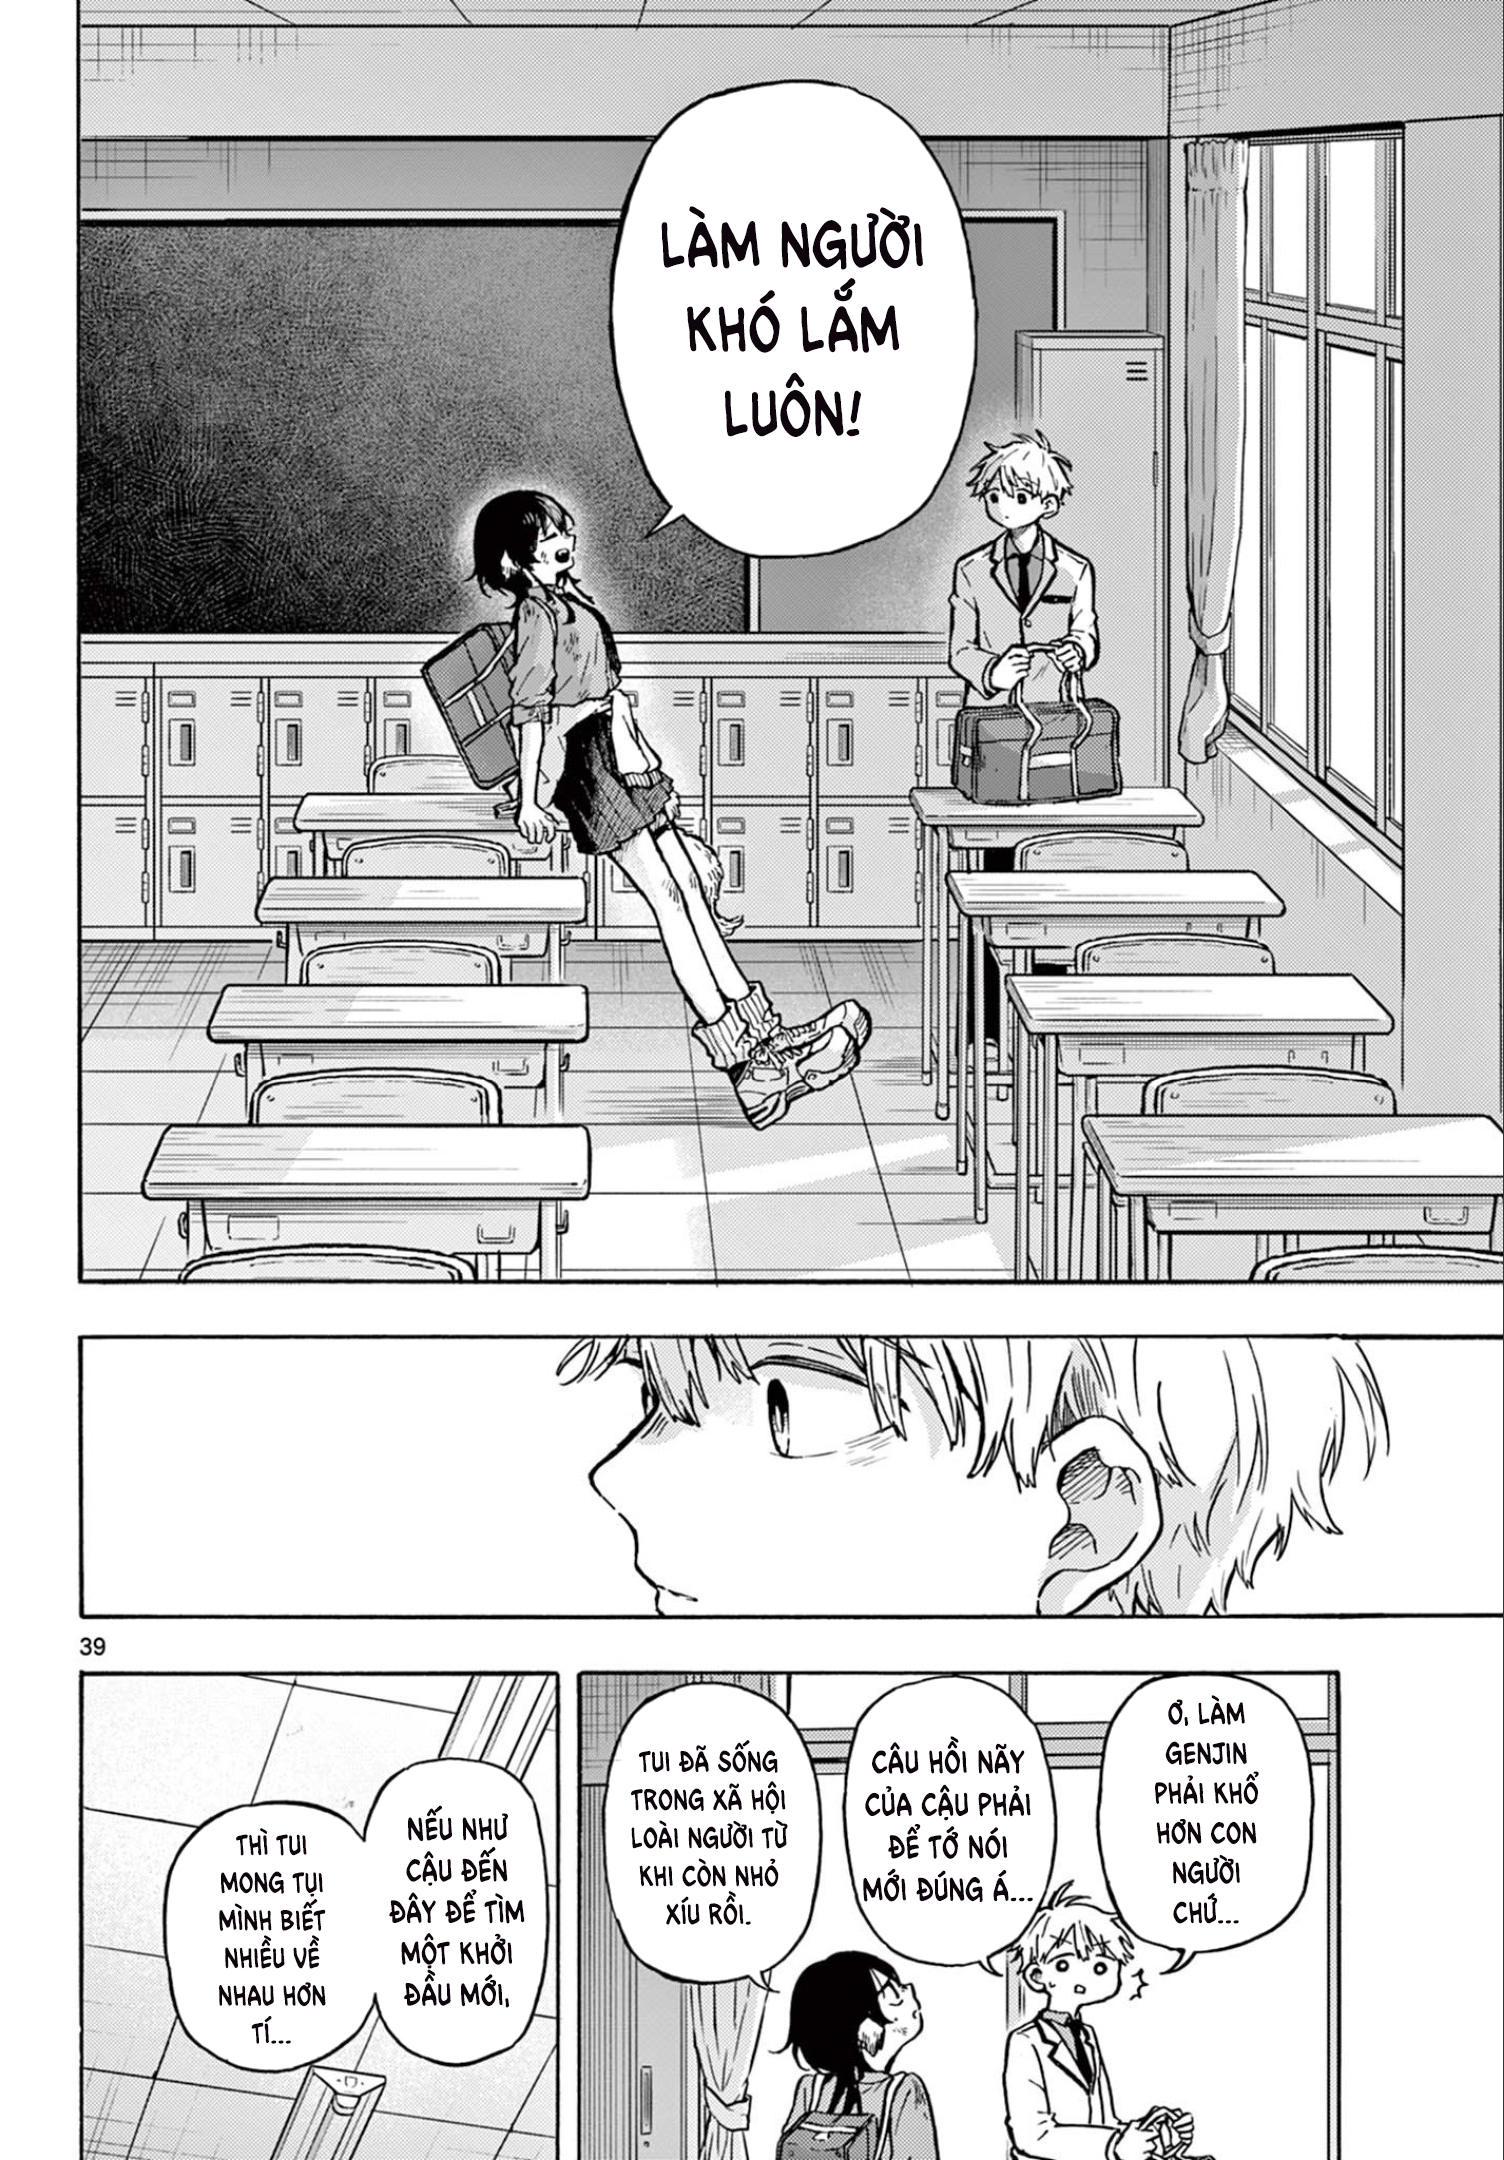 LÀM NGƯỜI
KHÓ LẮM
LUÔN!
39
Ơ, LÀM
GENJIN
PHẢI KHỔ
HƠN CON
NGƯỜI
CHỨ...
CÂU HỒI NÃY
CỦA CẬU PHẢI
ĐỂ TỚ NÓI
MỚI ĐÚNG Á...
TUI ĐÃ SỐNG
TRONG XÃ HỘI
LOÀI NGƯỜI TỪ
KHI CÒN NHỎ
XÍU RỒI.
NẾU NHƯ
CẬU ĐẾN
ĐÂY ĐỂ TÌM
MỘT KHỞI
ĐẦU MỚI,
THÌ TUI
MONG TỤI
MÌNH BIẾT
NHIỀU VỀ
NHAU HƠN
TÍ...